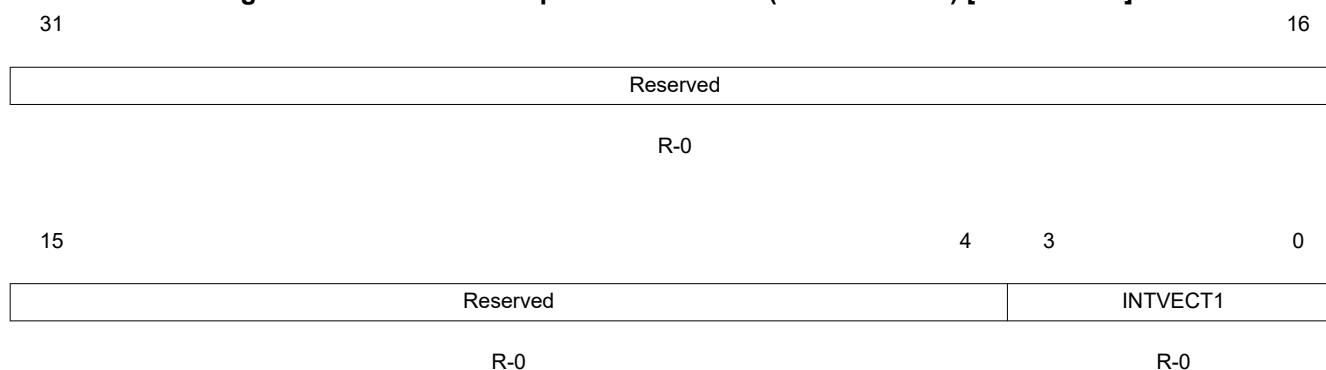 31 16
Reserved
R-0
15 4 3 0
Reserved INTVECT1
R-0 R-0